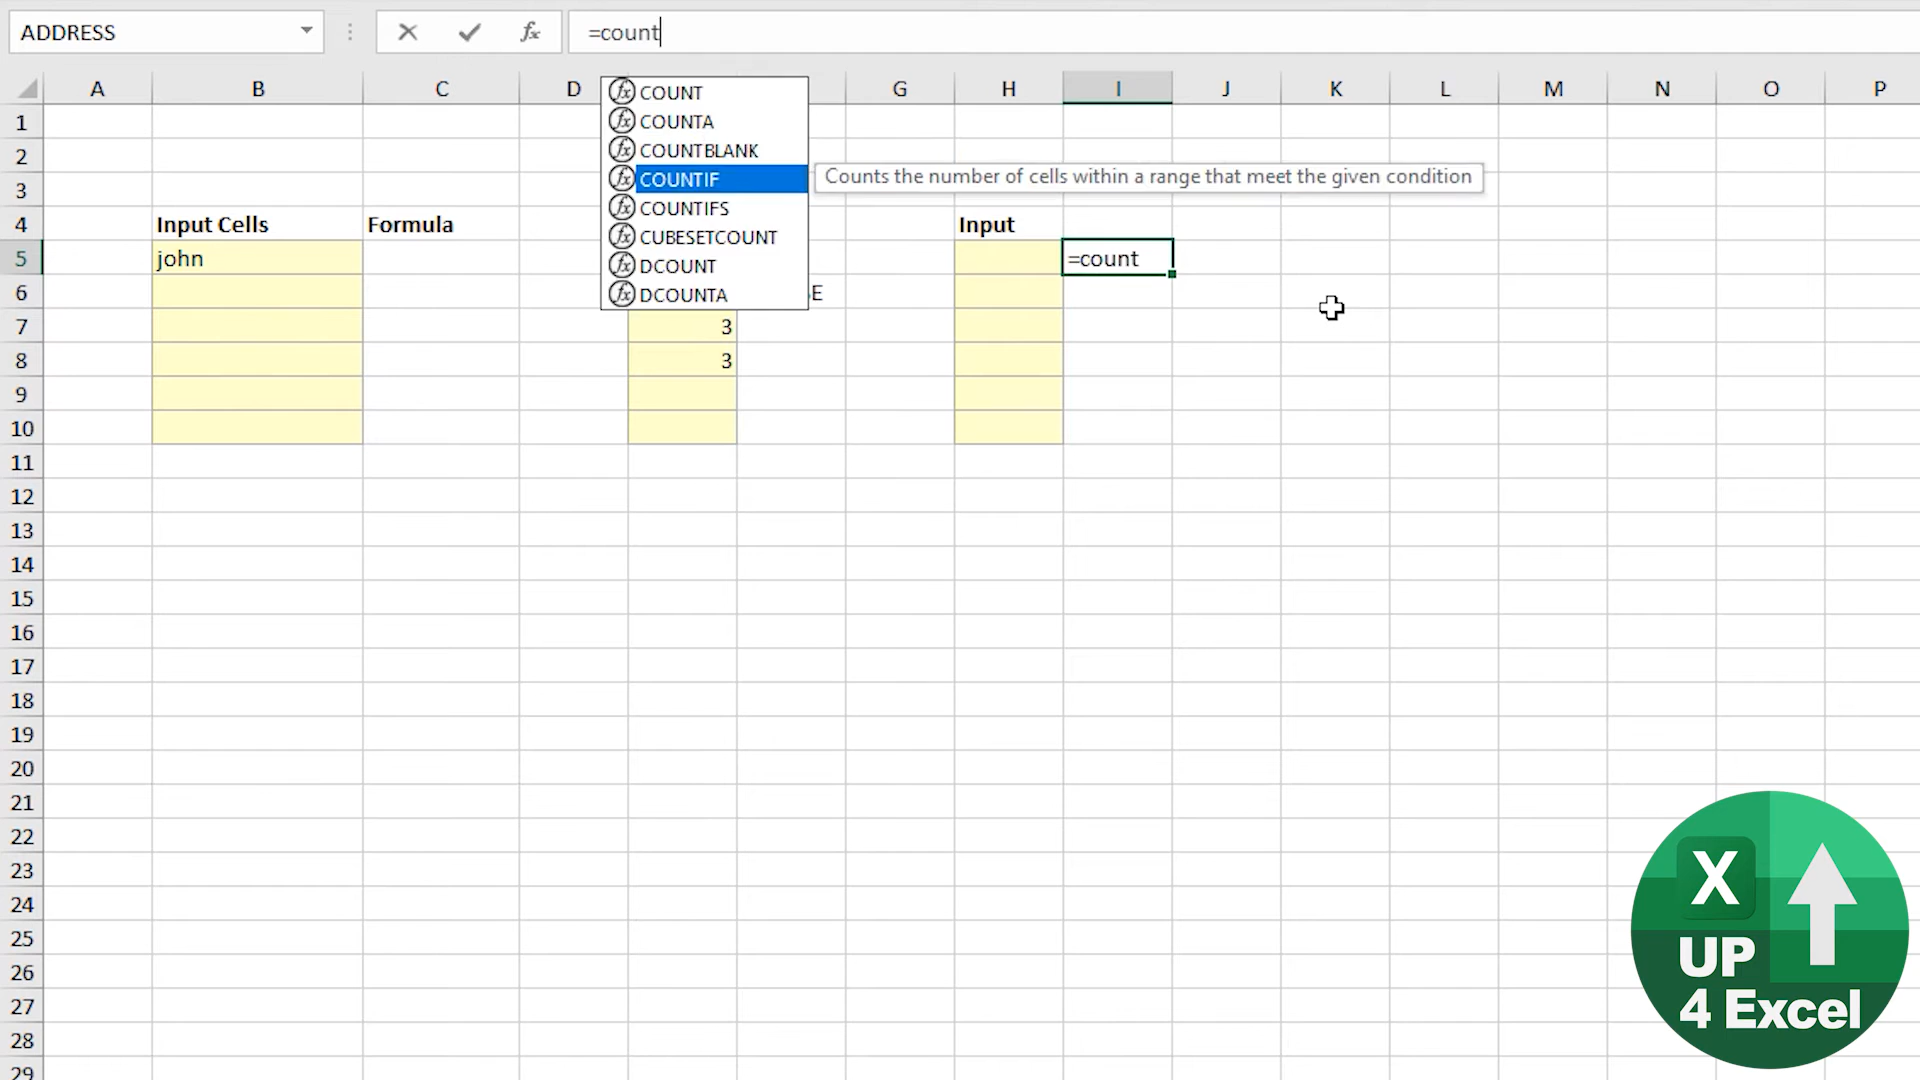 ADDRESS
fx
=count
A B C D G H I J K L M N O P
COUNT
COUNTA
COUNTBLANK
COUNTIF
Counts the number of cells within a range that meet the given condition
COUNTIFS
CUBESETCOUNT
DCOUNT
DCOUNTA
1
2
3
4 Input Cells Formula Input
5 john =count
6 E
7 3
8 3
9
10
11
12
13
14
15
16
17
18
19
20
21
22
23
24
25
26
27
28
29
X
UP
4 Excel